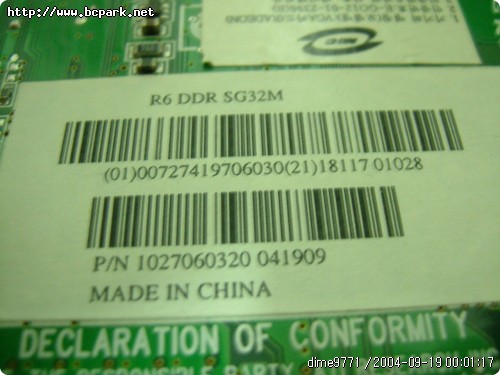 http://www.bcpark.net/
R6 DDR SG32M
(01)00727419706030(21)18117 01028
P/N 1027060320 041909
MADE IN CHINA
DECLARATION OF CONFORMITY
dime9771 /2004-09-19 00:01:17